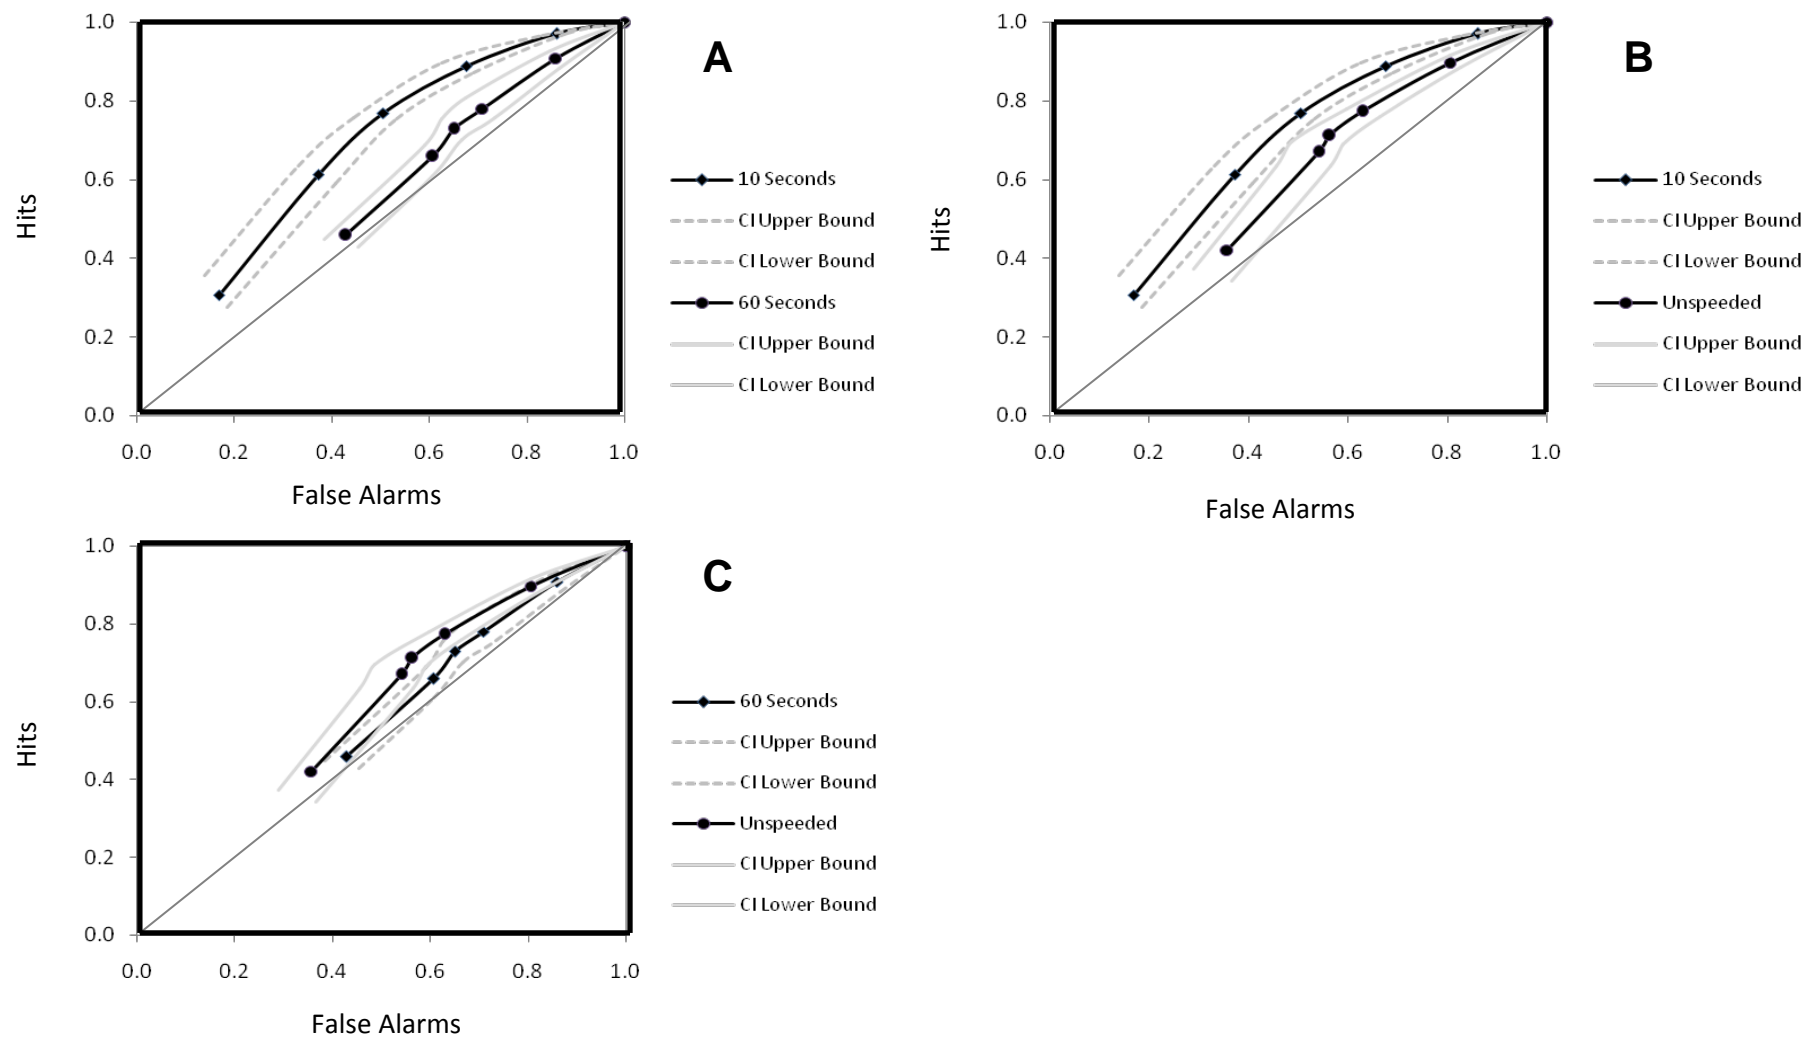 A
1.0
0.8
0.6
0.4
0.2
0.0
Hits
0.0 0.2 0.4 0.6 0.8 1.0
False Alarms
10 Seconds
CI Upper Bound
CI Lower Bound
60 Seconds
CI Upper Bound
CI Lower Bound
B
1.0
0.8
0.6
0.4
0.2
0.0
Hits
0.0 0.2 0.4 0.6 0.8 1.0
False Alarms
10 Seconds
CI Upper Bound
CI Lower Bound
Unspeeded
CI Upper Bound
CI Lower Bound
C
1.0
0.8
0.6
0.4
0.2
0.0
Hits
0.0 0.2 0.4 0.6 0.8 1.0
False Alarms
60 Seconds
CI Upper Bound
CI Lower Bound
Unspeeded
CI Upper Bound
CI Lower Bound